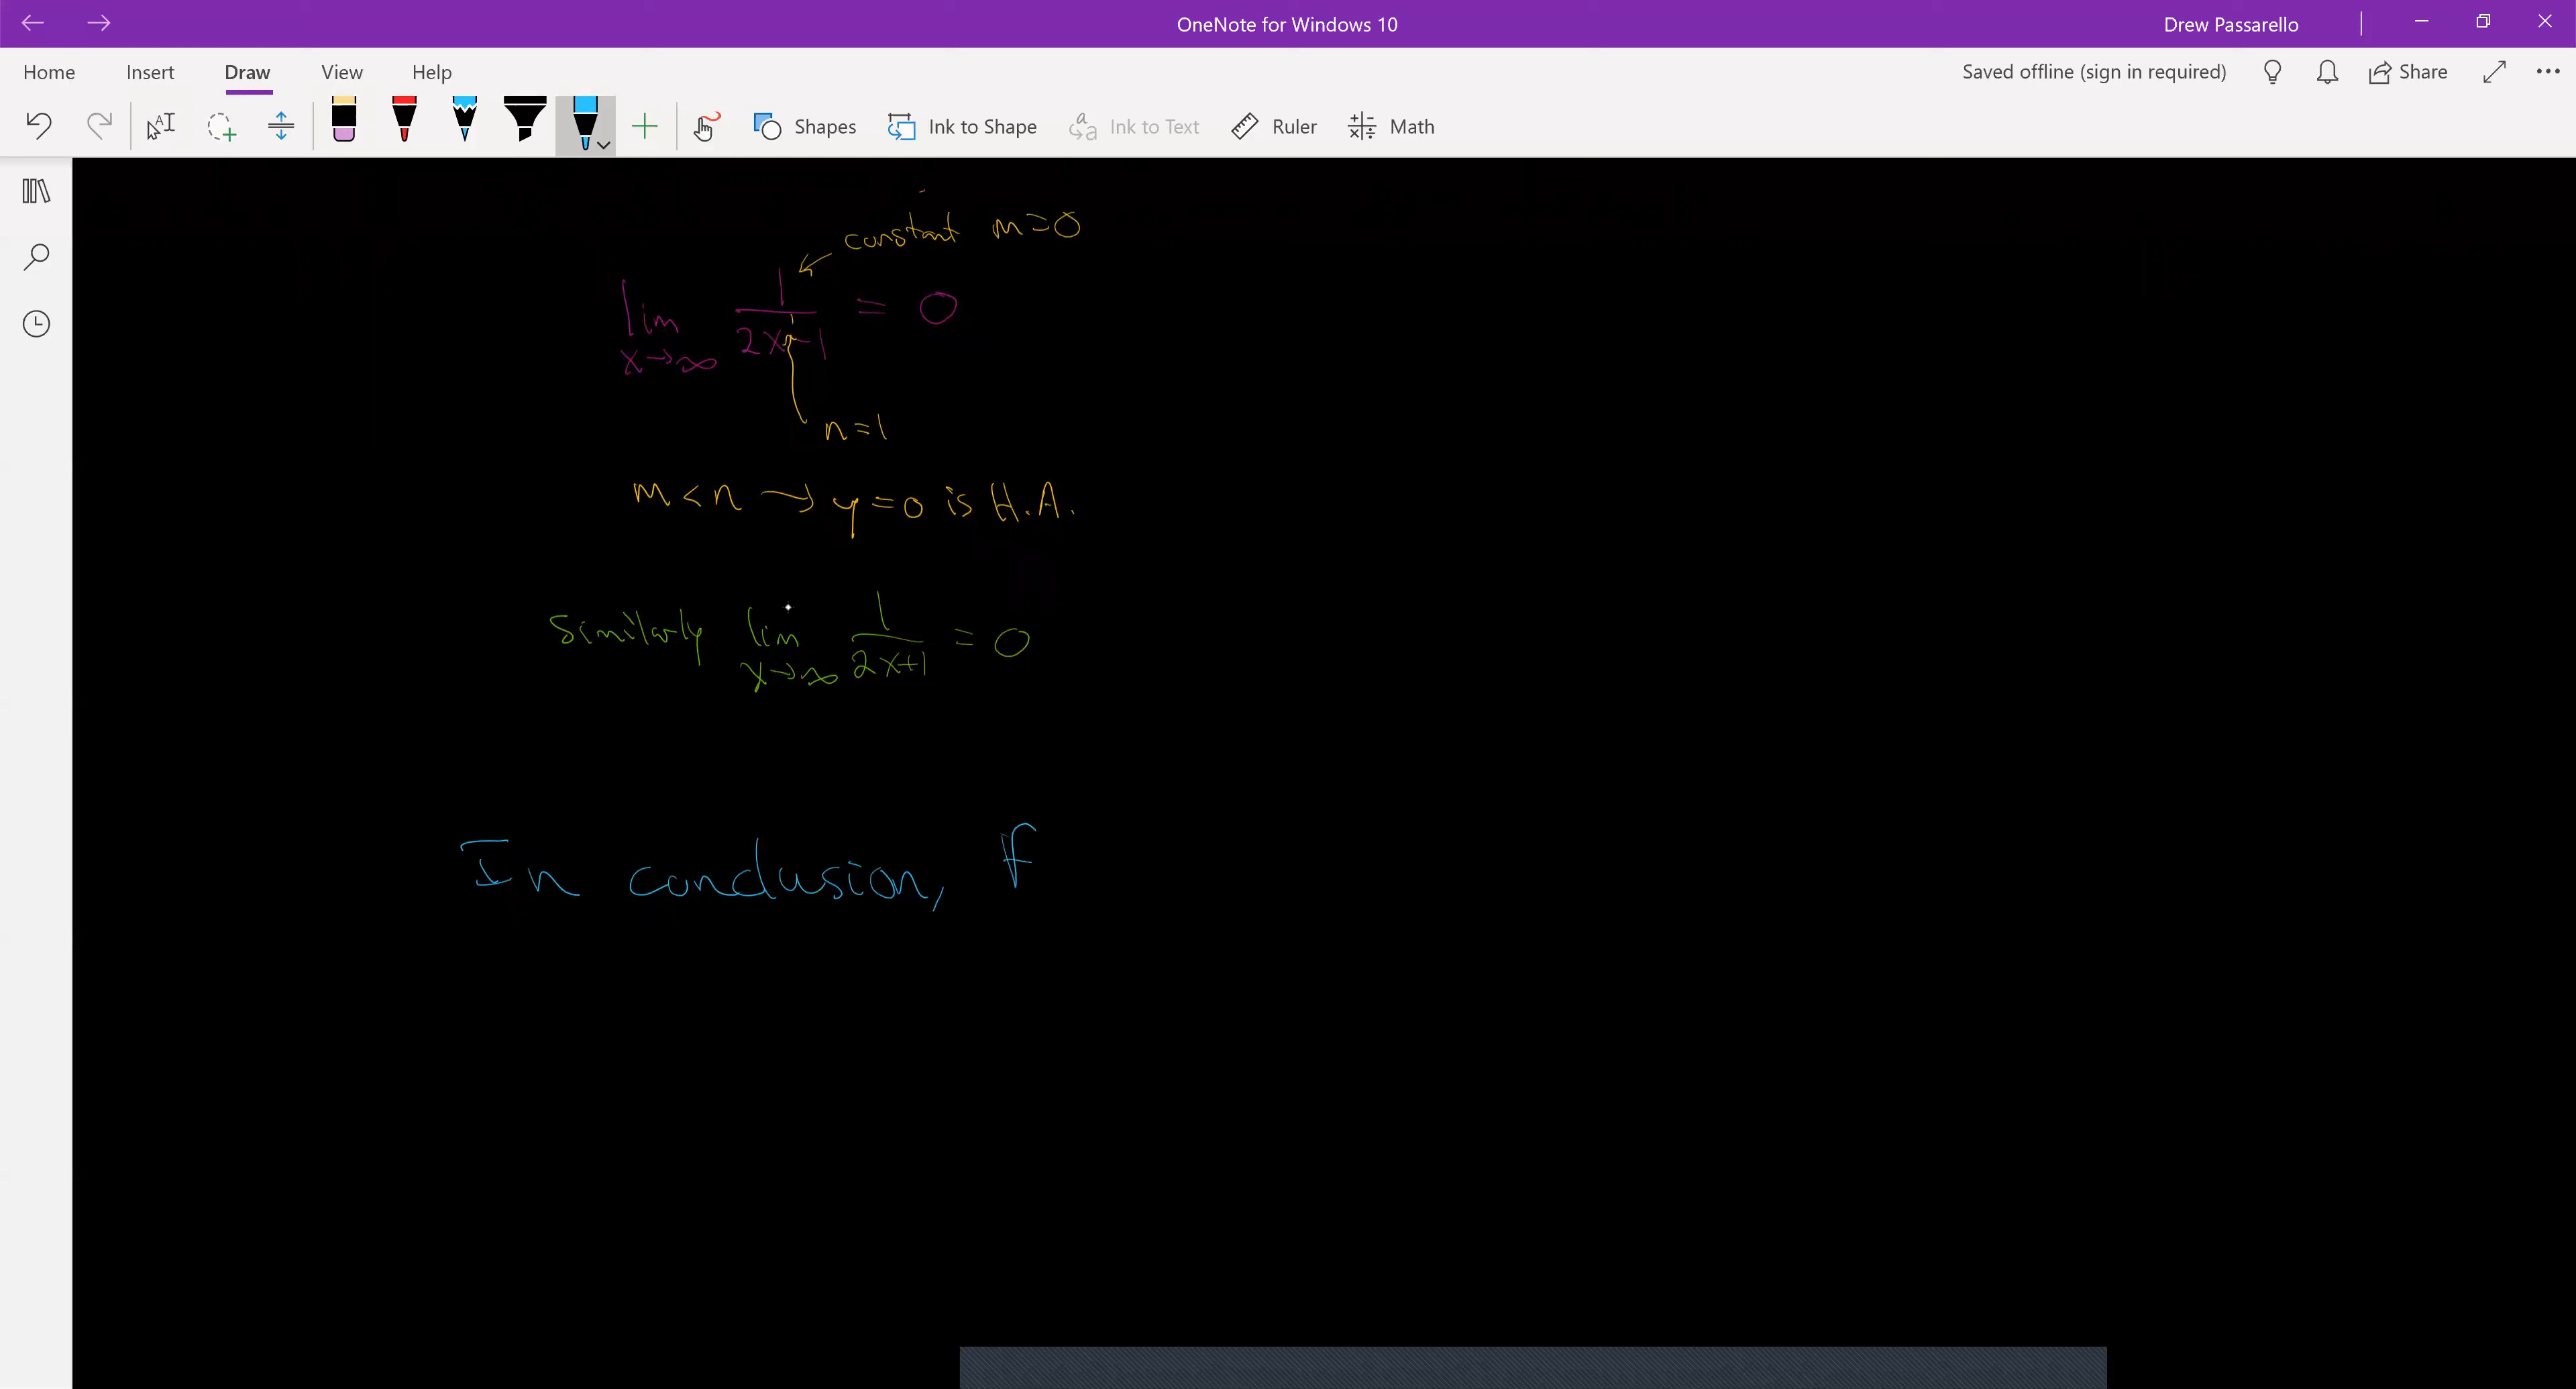 OneNote for Windows 10 Drew Passarello
Home Insert Draw View Help Saved offline (sign in required) Share
Shapes Ink to Shape Ink to Text Ruler Math
constant m=0
lim x→∞ 1/(2x-1) = 0
n=1
m<n → y=0 is H.A.
Similarly lim x→∞ 1/(2x+1) = 0
In conclusion, f